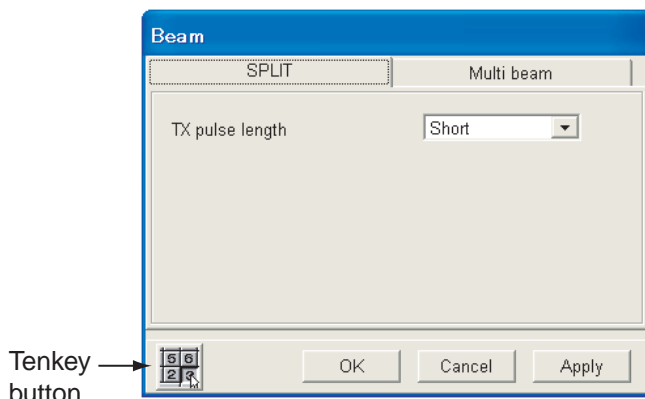 Beam
SPLIT Multi beam
TX pulse length Short
Tenkey
button
5 6
2 3
OK Cancel Apply